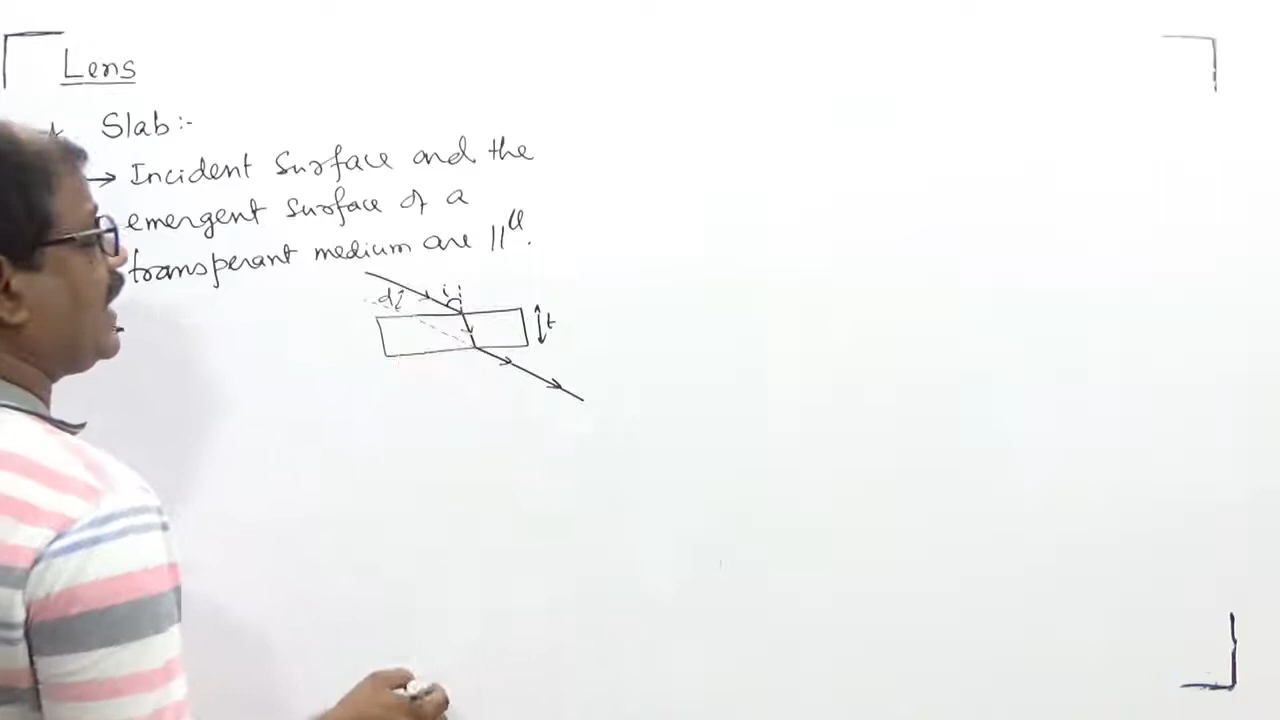 Lens
Slab:-
→ Incident Surface and the
emergent surface of a
transperant medium are ||el.
d i
t